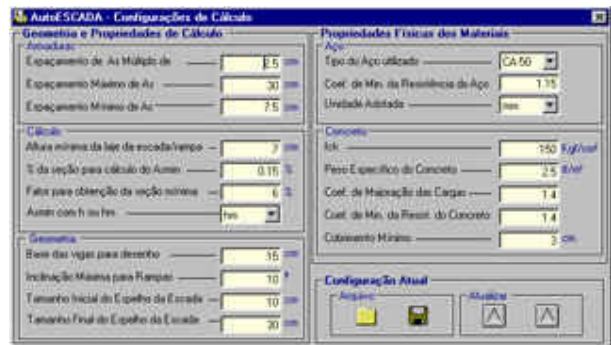 AutoESCADA - Configurações de Cálculo
Geometria e Propriedades de Cálculo
Armaduras
Espaçamento de As Múltiplo de 2.5 cm
Espaçamento Máximo de As 30 cm
Espaçamento Mínimo de As 7.5 cm
Cálculo
Altura mínima da laje da escada/rampa 7 cm
% da seção para cálculo do Asmin 0.15 %
Fator para obtenção da seção mínima 6 %
Asmin com h ou hm hm
Geometria
Base das vigas para desenho 15 cm
Inclinação Máxima para Rampas 10 º
Tamanho Inicial do Espelho da Escada 10 cm
Tamanho Final do Espelho da Escada 30 cm
Propriedades Físicas dos Materiais
Aço
Tipo do Aço utilizado CA-50
Coef. de Min. da Resistência do Aço 1.15
Unidade Adotada mm
Concreto
fck 150 Kgf/cm²
Peso Específico do Concreto 2.5 tf/m³
Coef. de Majoração das Cargas 1.4
Coef. de Min. da Resist. do Concreto 1.4
Cobrimento Mínimo 3 cm
Configuração Atual
Arquivo
Atualizar